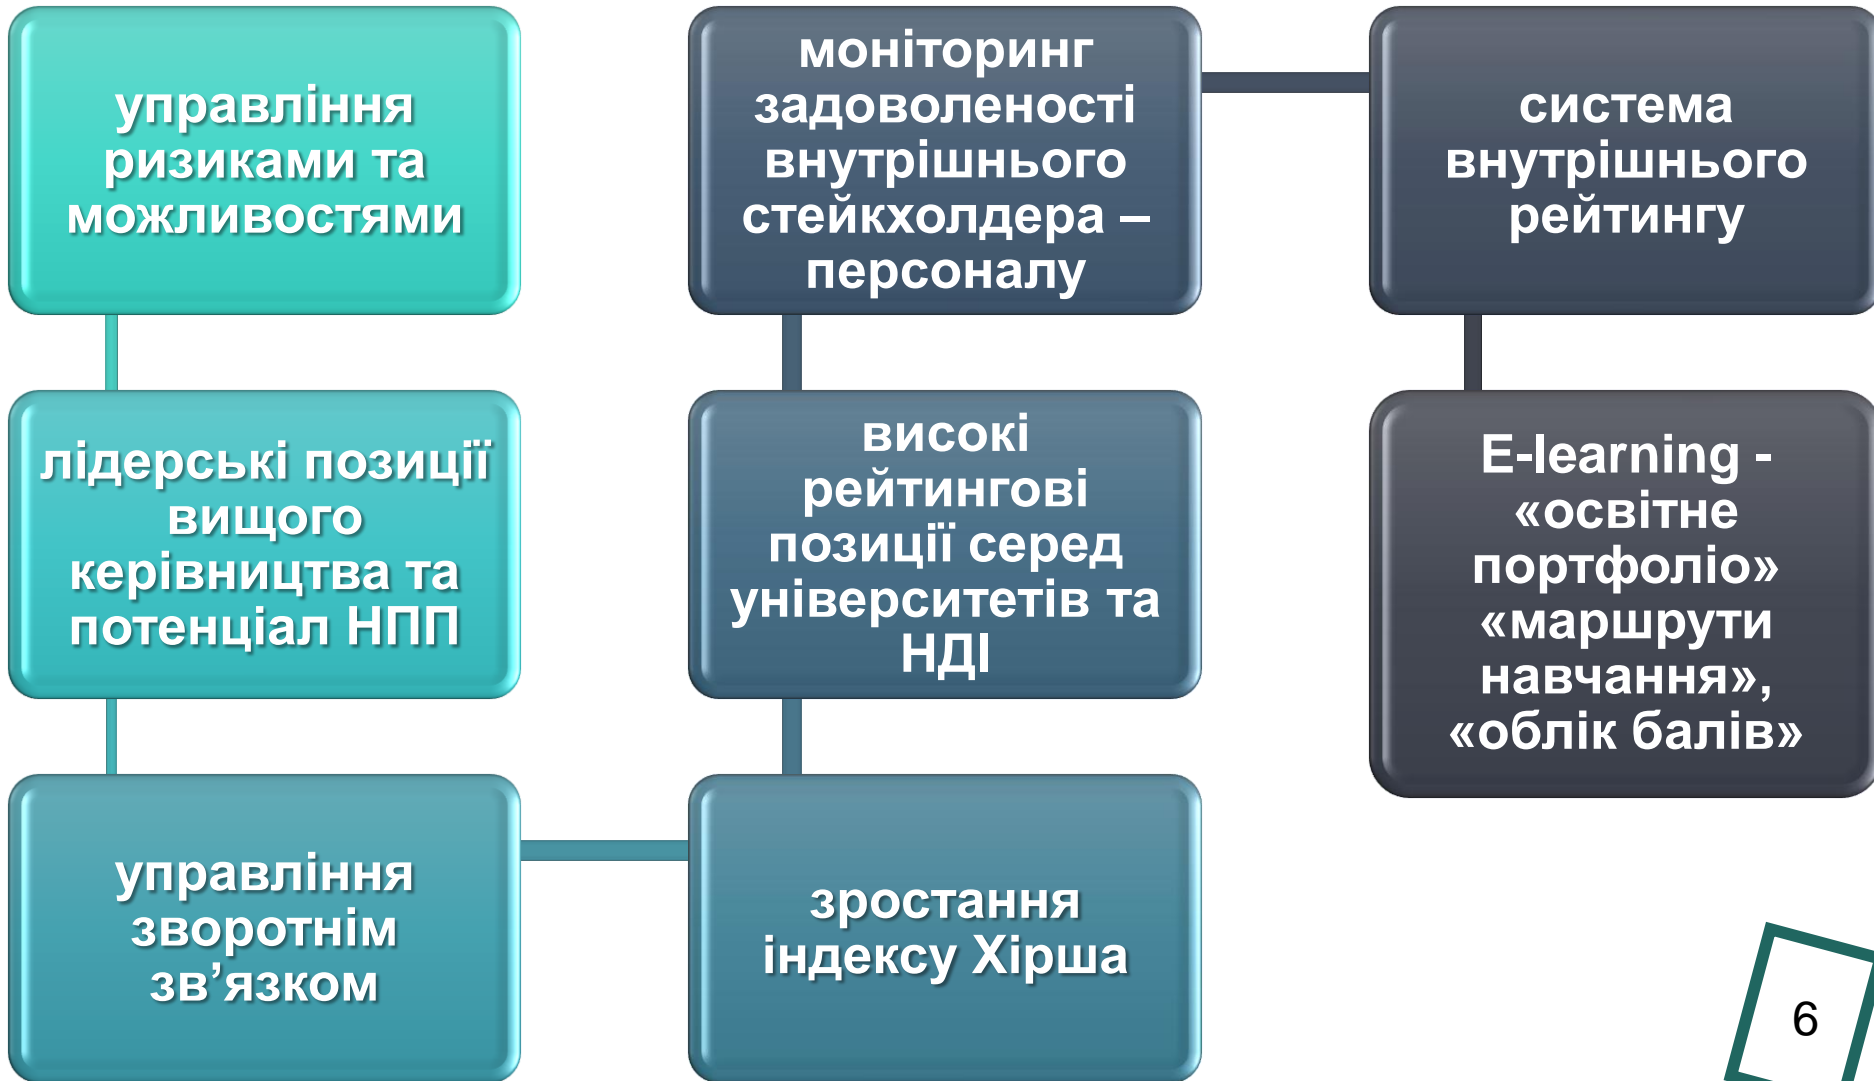 управління
ризиками та
можливостями
лідерські позиції
вищого
керівництва та
потенціал НПП
управління
зворотнім
зв’язком
зростання
індексу Хірша
високі
рейтингові
позиції серед
університетів та
НДІ
моніторинг
задоволеності
внутрішнього
стейкхолдера –
персоналу
система
внутрішнього
рейтингу
E-learning -
«освітне
портфоліо»
«маршрути
навчання»,
«облік балів»
6